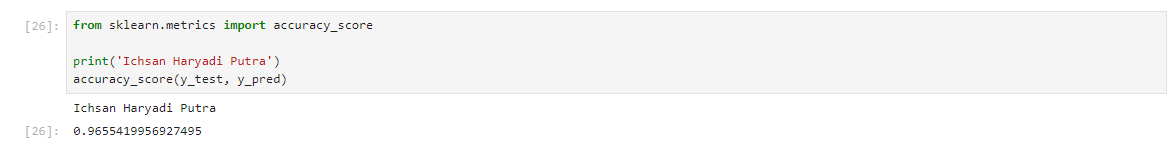 [26]: from sklearn.metrics import accuracy_score
print('Ichsan Haryadi Putra')
accuracy_score(y_test, y_pred)
Ichsan Haryadi Putra
[26]: 0.9655419956927495